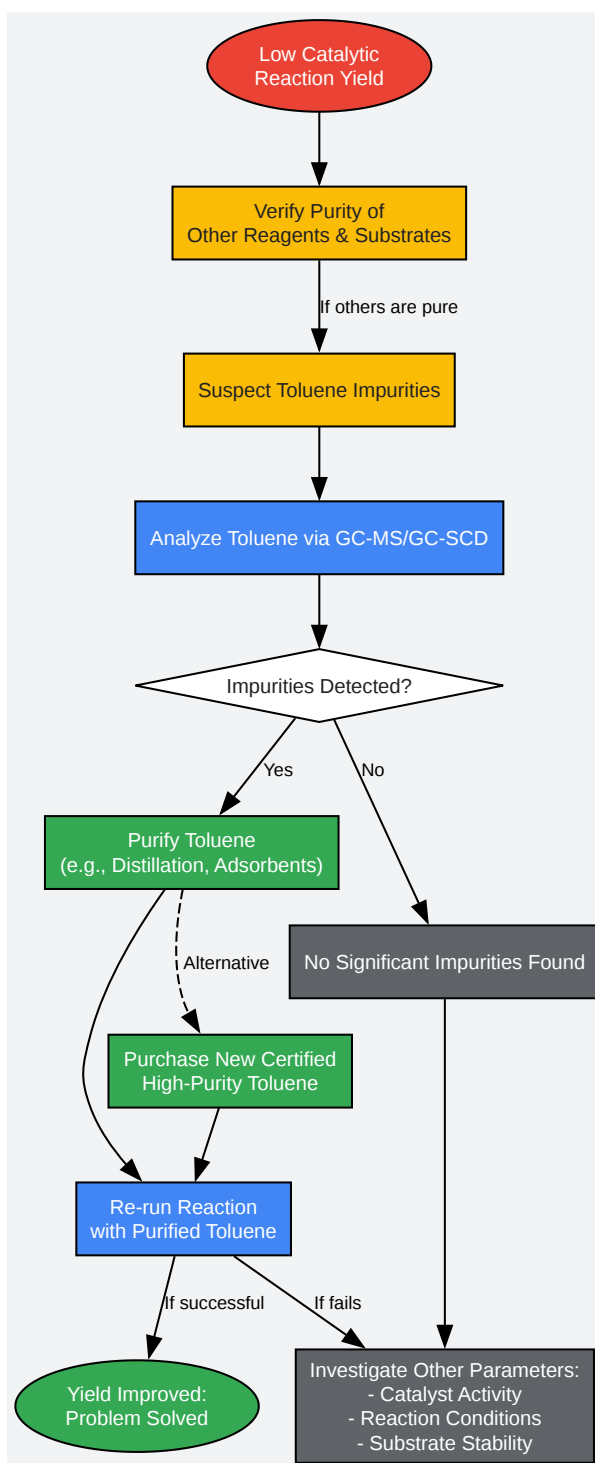 Low Catalytic
Reaction Yield
Verify Purity of
Other Reagents & Substrates
If others are pure
Suspect Toluene Impurities
Analyze Toluene via GC-MS/GC-SCD
Impurities Detected?
Yes
No
Purify Toluene
(e.g., Distillation, Adsorbents)
Alternative
No Significant Impurities Found
Purchase New Certified
High-Purity Toluene
Re-run Reaction
with Purified Toluene
If successful
If fails
Yield Improved:
Problem Solved
Investigate Other Parameters:
- Catalyst Activity
- Reaction Conditions
- Substrate Stability